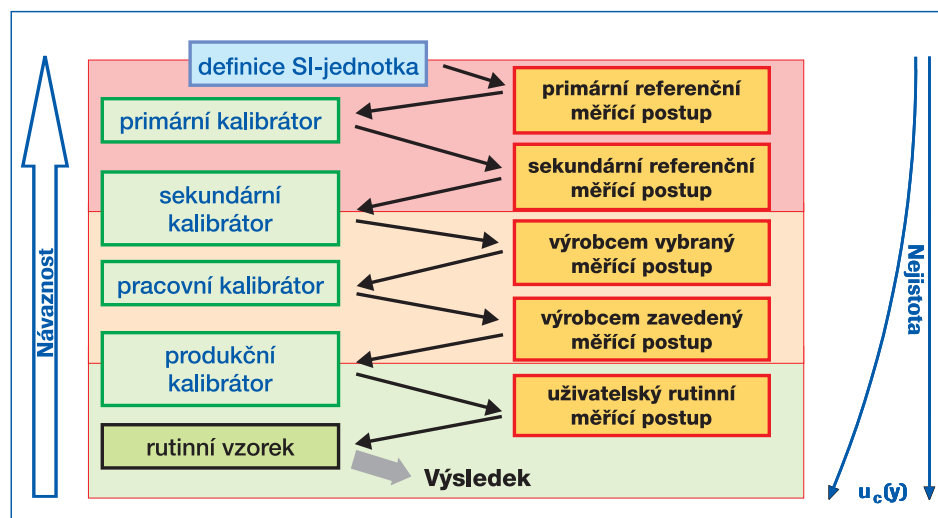 definice SI-jednotka
primární referenční
měřící postup
primární kalibrátor
sekundární referenční
měřící postup
sekundární
kalibrátor
výrobcem vybraný
měřící postup
pracovní kalibrátor
výrobcem zavedený
měřící postup
produkční
kalibrátor
uživatelský rutinní
měřící postup
rutinní vzorek
Výsledek
Návaznost
Nejistota
u_c(y)